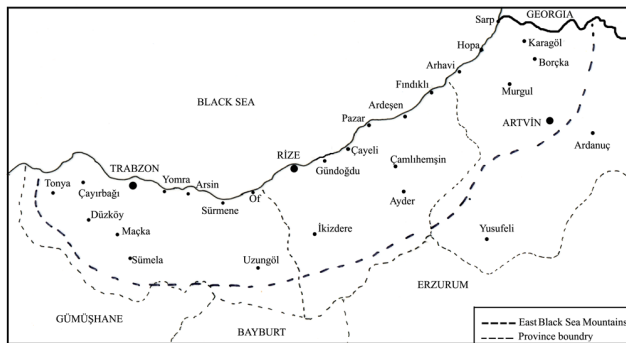 GEORGIA
Sarp
Karagöl
Hopa
Borçka
Arhavi
Murgul
Fındıklı
BLACK SEA
Ardeşen
Pazar
ARTVİN
Ardanuç
RİZE
Çayeli
Gündoğdu
Çamlıhemşin
TRABZON
Tonya
Çayırbağı
Yomra
Arsin
Of
Sürmene
Ayder
Düzköy
Maçka
İkizdere
Yusufeli
Sümela
Uzungöl
ERZURUM
GÜMÜŞHANE
BAYBURT
East Black Sea Mountains
Province boundry